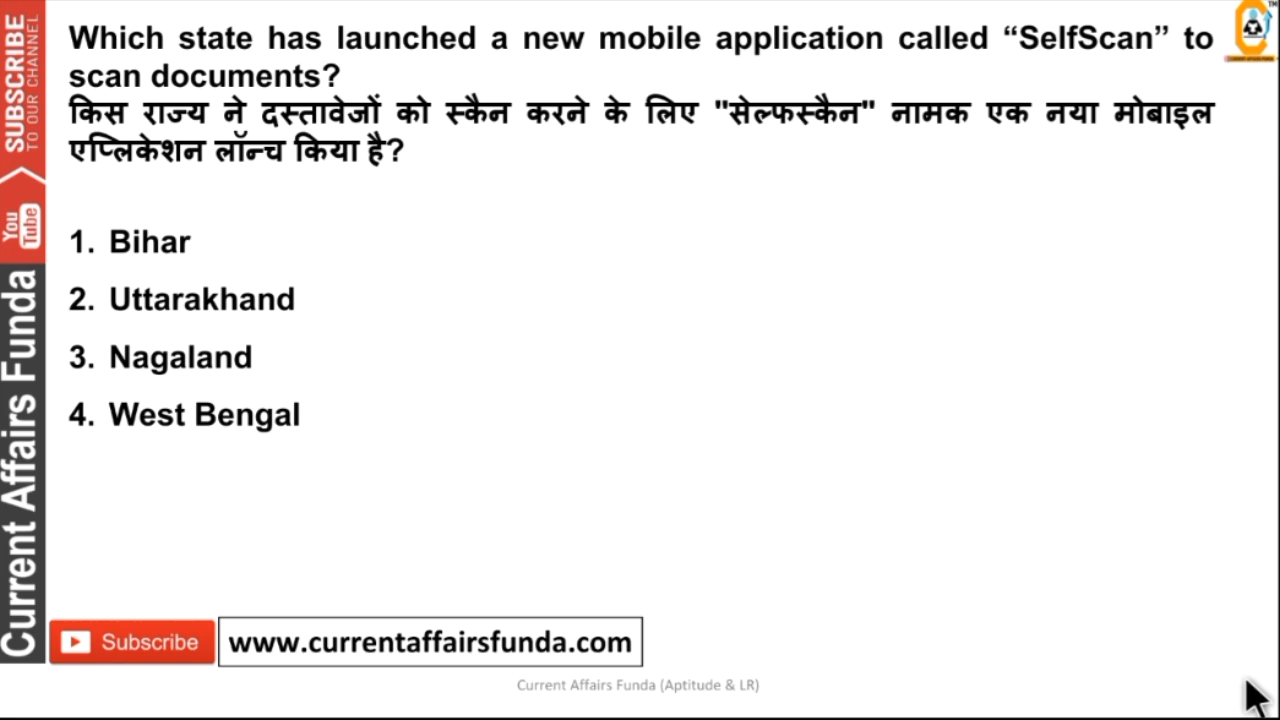 Which state has launched a new mobile application called “SelfScan” to
scan documents?
किस राज्य ने दस्तावेजों को स्कैन करने के लिए "सेल्फस्कैन" नामक एक नया मोबाइल
एप्लिकेशन लॉन्च किया है?
1. Bihar
2. Uttarakhand
3. Nagaland
4. West Bengal
Subscribe
www.currentaffairsfunda.com
Current Affairs Funda (Aptitude & LR)
SUBSCRIBE
TO OUR CHANNEL
You
Tube
Current Affairs Funda